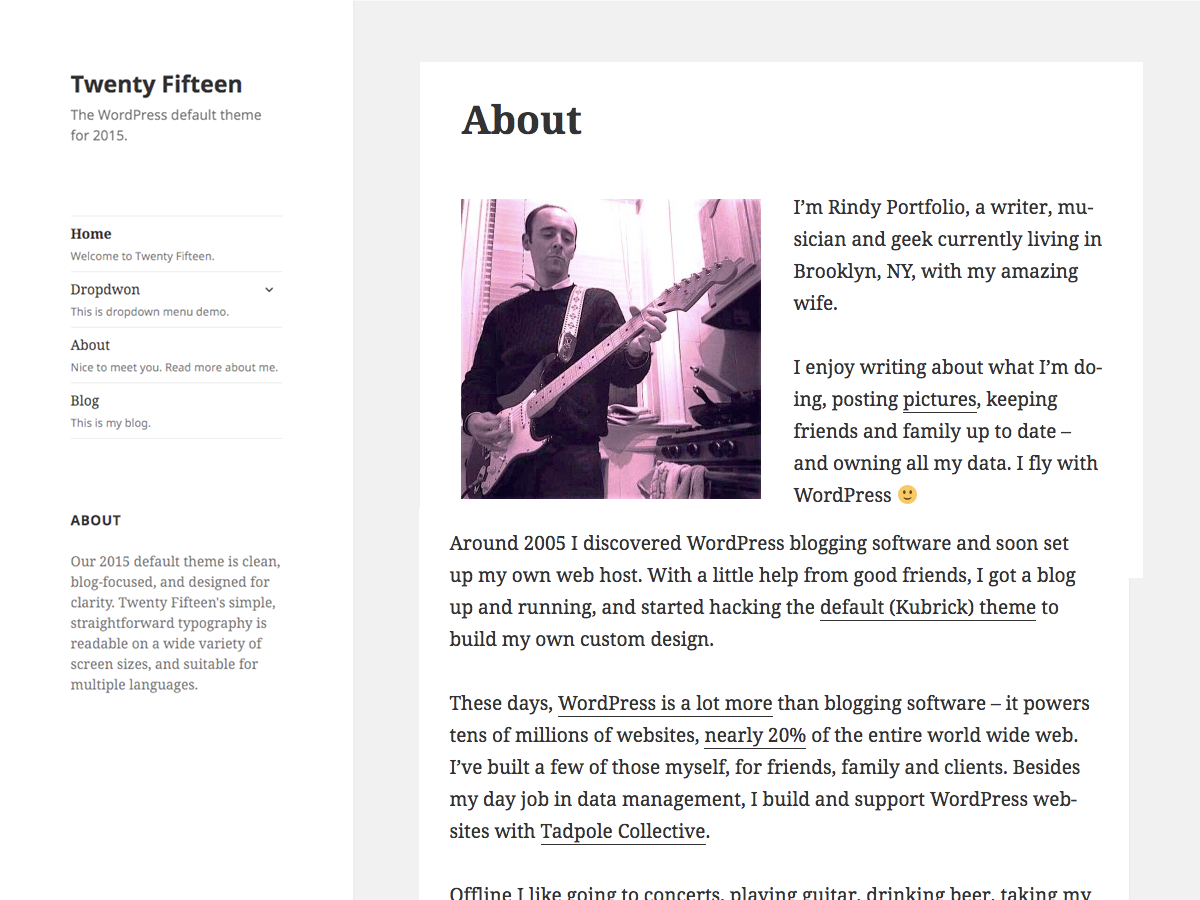 Twenty Fifteen
The WordPress default theme
for 2015.
Home
Welcome to Twenty Fifteen.
Dropdwon
This is dropdown menu demo.
About
Nice to meet you. Read more about me.
Blog
This is my blog.
ABOUT
Our 2015 default theme is clean,
blog-focused, and designed for
clarity. Twenty Fifteen's simple,
straightforward typography is
readable on a wide variety of
screen sizes, and suitable for
multiple languages.
About
I’m Rindy Portfolio, a writer, mu-
sician and geek currently living in
Brooklyn, NY, with my amazing
wife.
I enjoy writing about what I’m do-
ing, posting pictures, keeping
friends and family up to date –
and owning all my data. I fly with
WordPress 🙂
Around 2005 I discovered WordPress blogging software and soon set
up my own web host. With a little help from good friends, I got a blog
up and running, and started hacking the default (Kubrick) theme to
build my own custom design.
These days, WordPress is a lot more than blogging software – it powers
tens of millions of websites, nearly 20% of the entire world wide web.
I’ve built a few of those myself, for friends, family and clients. Besides
my day job in data management, I build and support WordPress web-
sites with Tadpole Collective.
Offline I like going to concerts, playing guitar, drinking beer, taking my